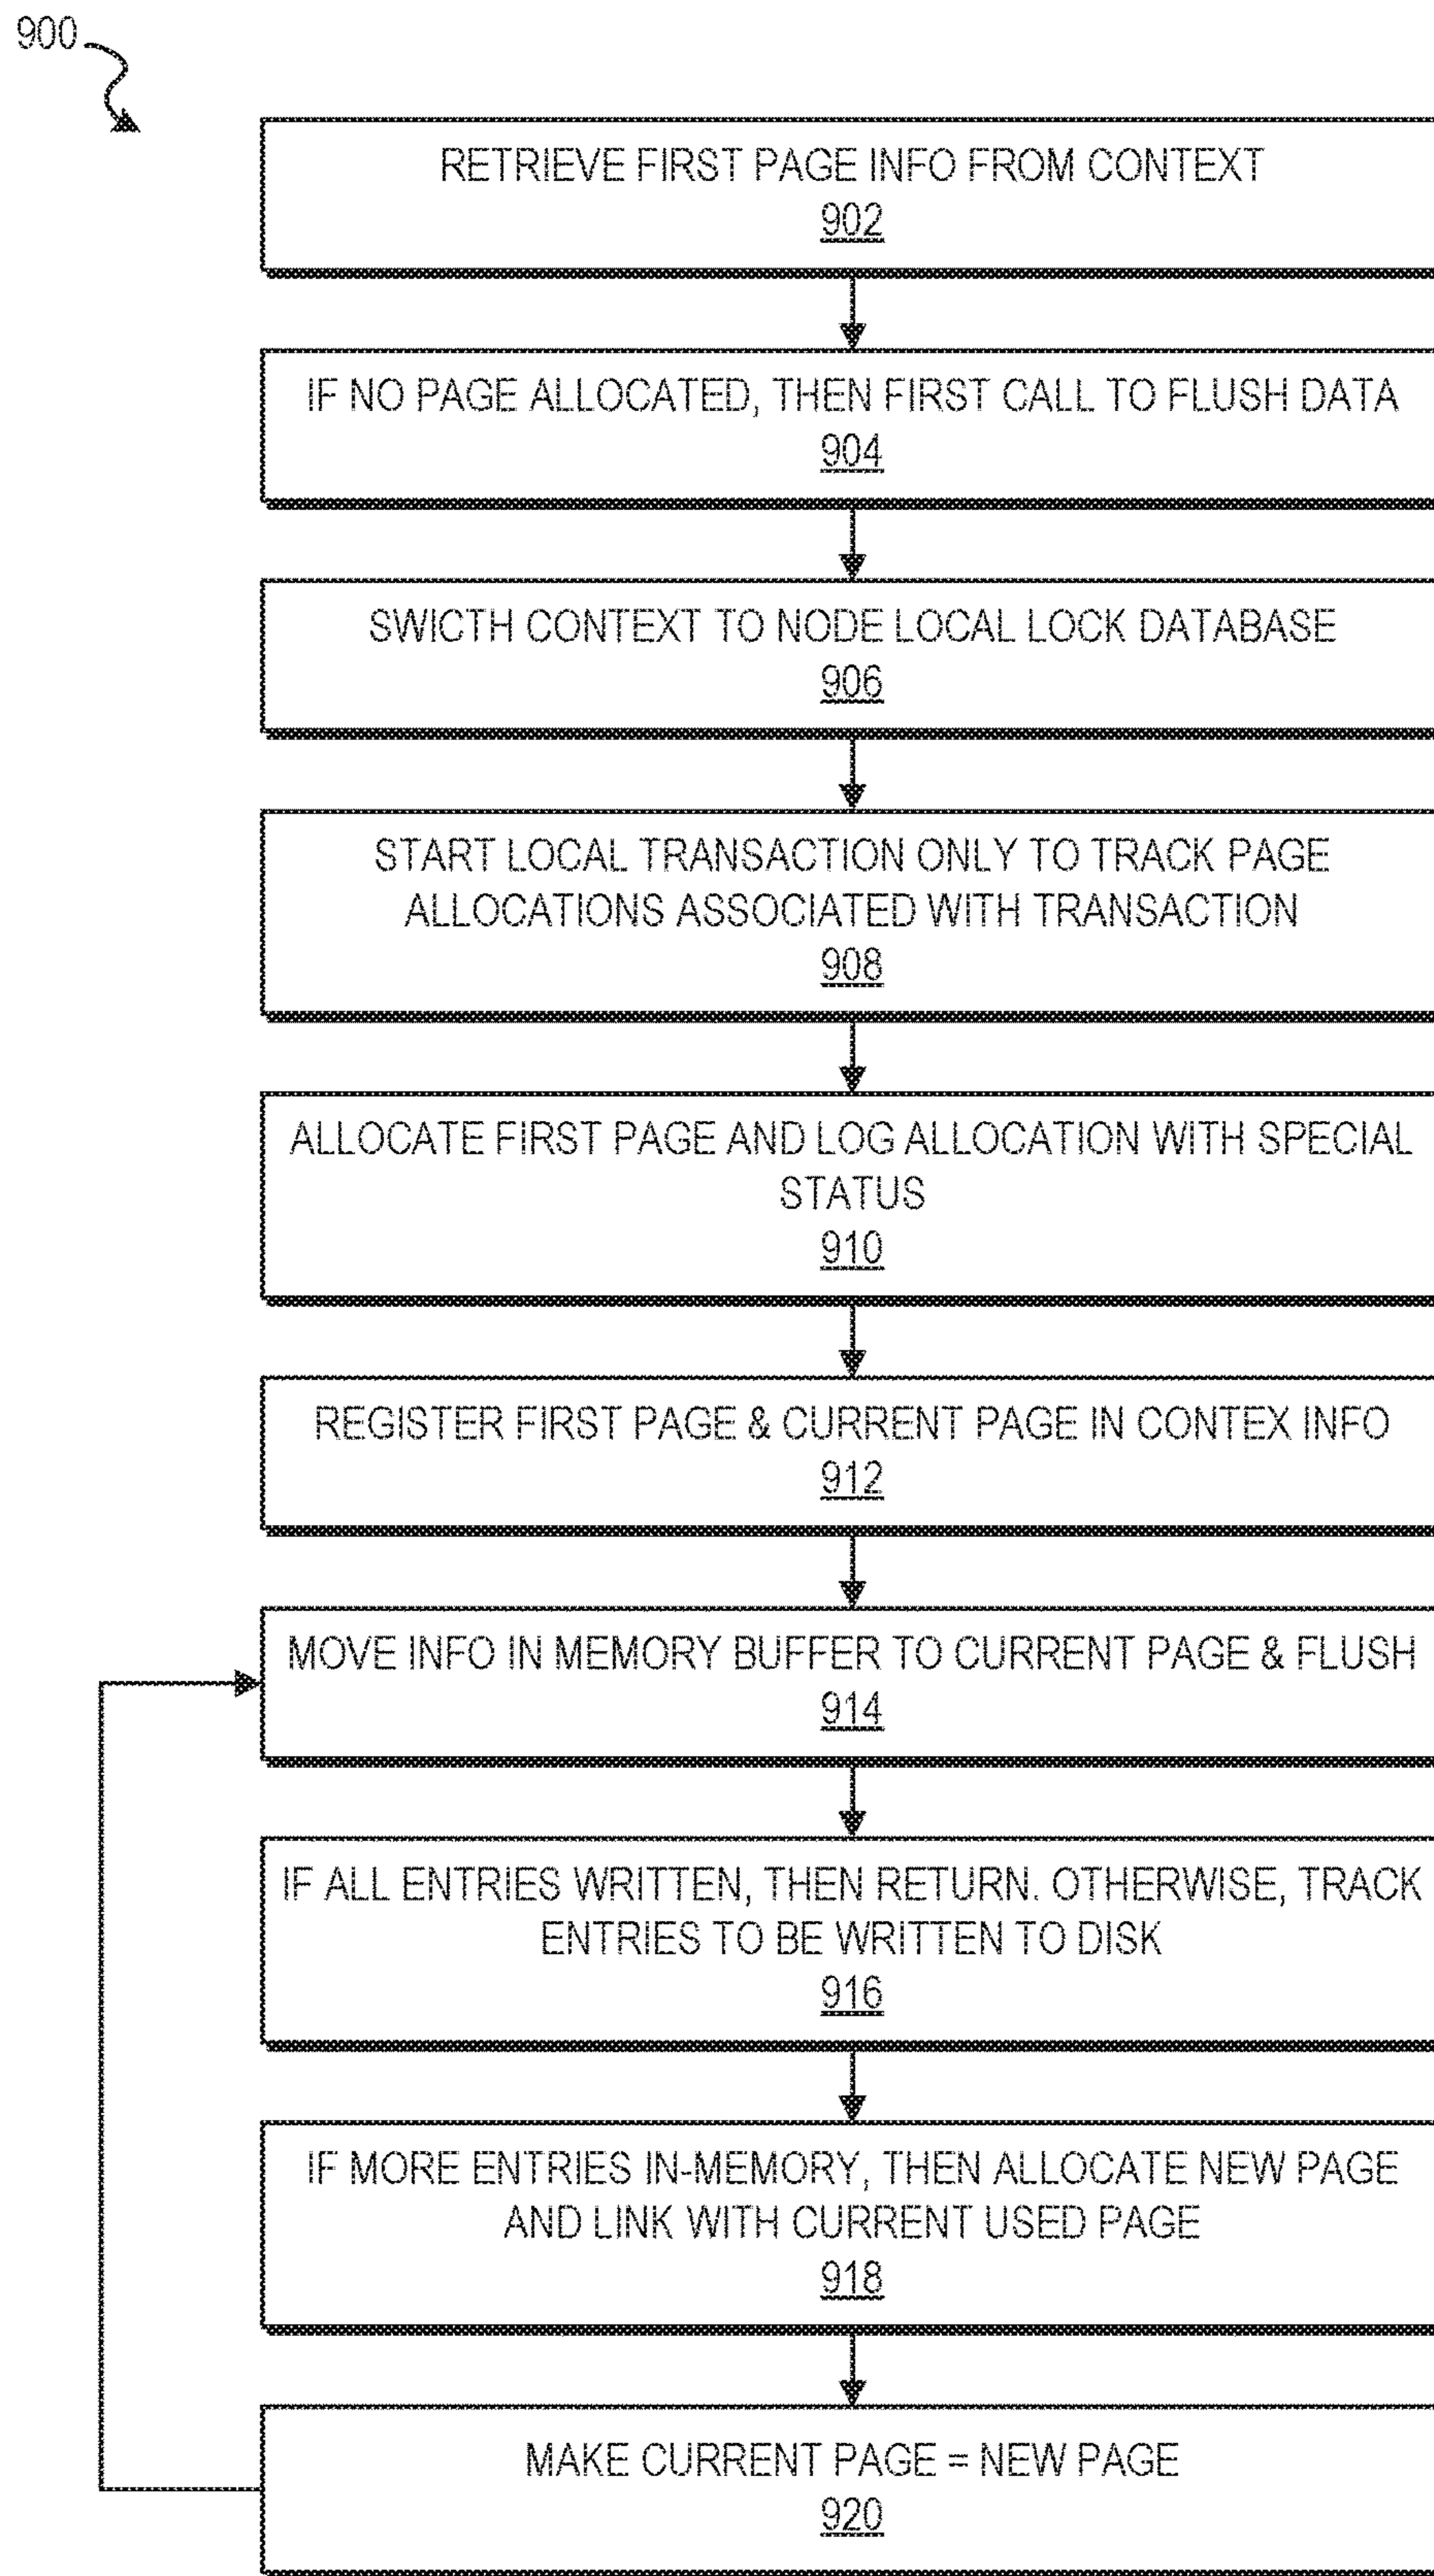 900
RETRIEVE FIRST PAGE INFO FROM CONTEXT
902
IF NO PAGE ALLOCATED, THEN FIRST CALL TO FLUSH DATA
904
SWICTH CONTEXT TO NODE LOCAL LOCK DATABASE
906
START LOCAL TRANSACTION ONLY TO TRACK PAGE
ALLOCATIONS ASSOCIATED WITH TRANSACTION
908
ALLOCATE FIRST PAGE AND LOG ALLOCATION WITH SPECIAL
STATUS
910
REGISTER FIRST PAGE & CURRENT PAGE IN CONTEX INFO
912
MOVE INFO IN MEMORY BUFFER TO CURRENT PAGE & FLUSH
914
IF ALL ENTRIES WRITTEN, THEN RETURN. OTHERWISE, TRACK
ENTRIES TO BE WRITTEN TO DISK
916
IF MORE ENTRIES IN-MEMORY, THEN ALLOCATE NEW PAGE
AND LINK WITH CURRENT USED PAGE
918
MAKE CURRENT PAGE = NEW PAGE
920